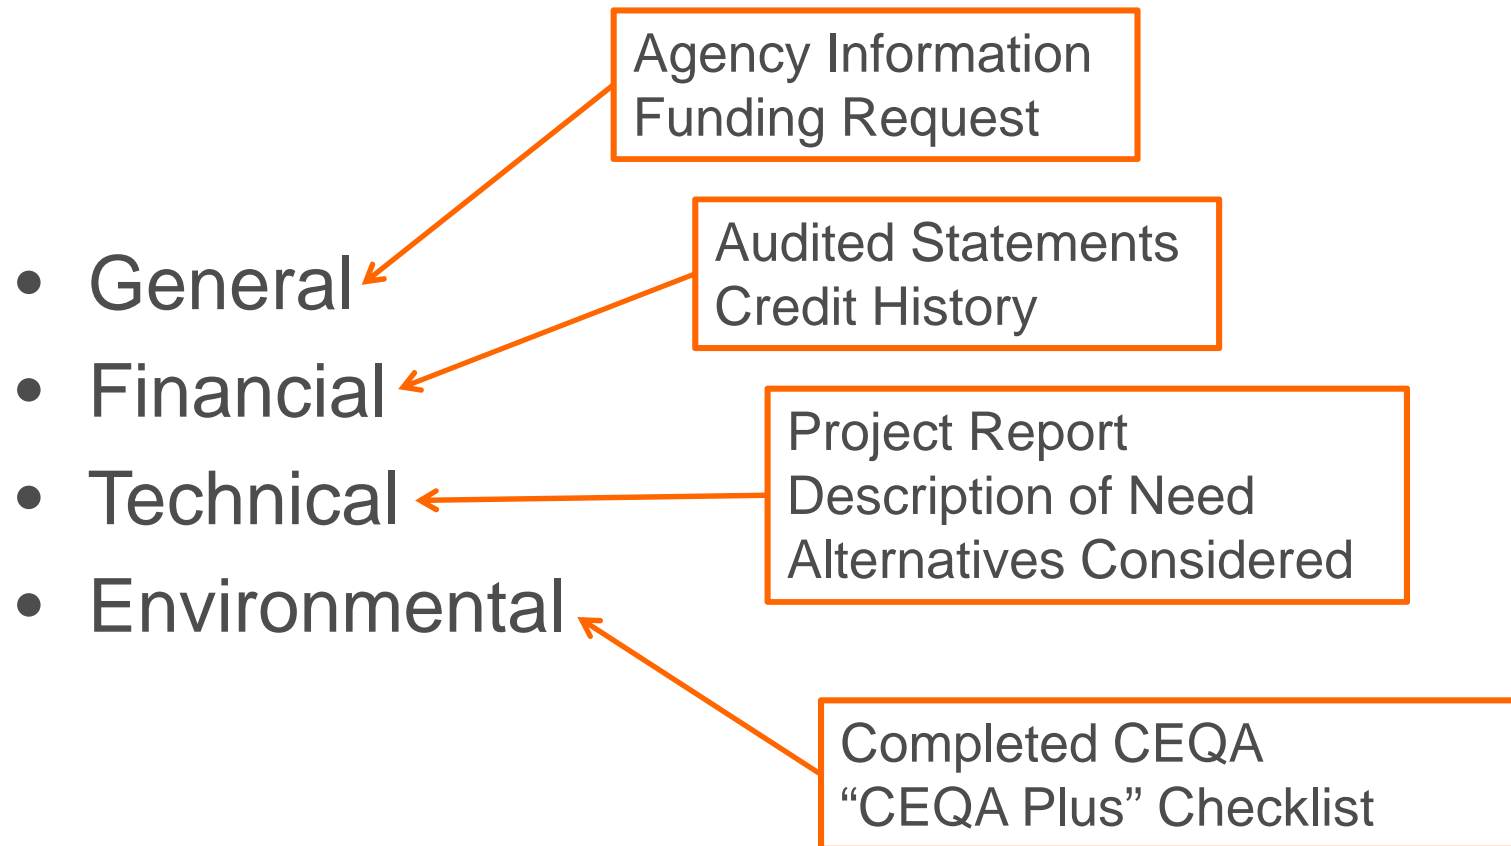 Agency Information
Funding Request
Audited Statements
Credit History
• General
• Financial
• Technical
• Environmental
Project Report
Description of Need
Alternatives Considered
Completed CEQA
“CEQA Plus” Checklist